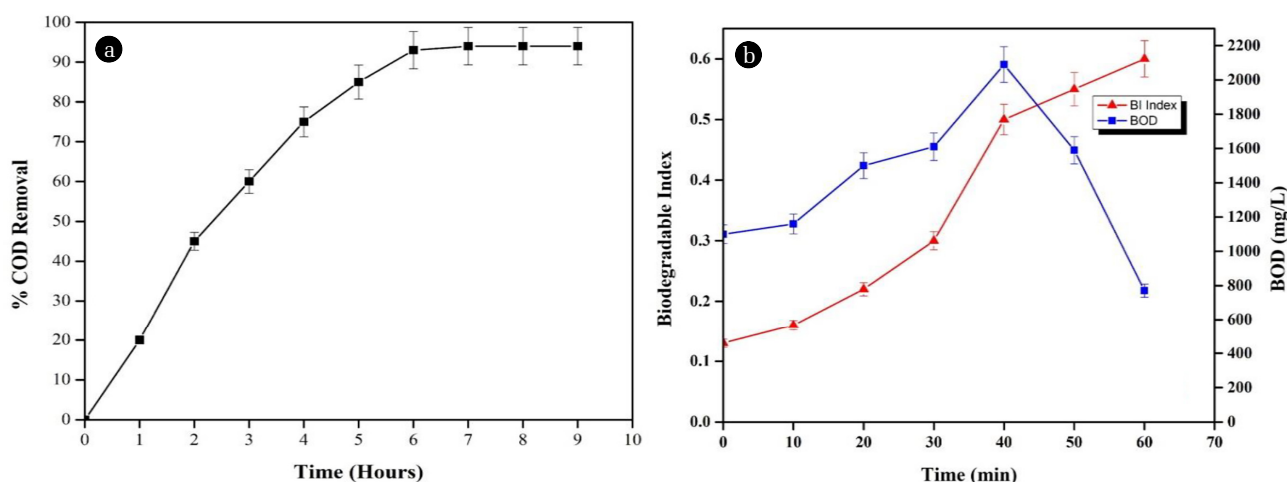 a
% COD Removal
100
90
80
70
60
50
40
30
20
10
0
0 1 2 3 4 5 6 7 8 9 10
Time (Hours)
b
Biodegradable Index
0.6
0.5
0.4
0.3
0.2
0.1
0.0
BI Index
BOD
2200
2000
1800
1600
1400
1200
1000
800
600
400
200
0
BOD (mg/L)
0 10 20 30 40 50 60 70
Time (min)